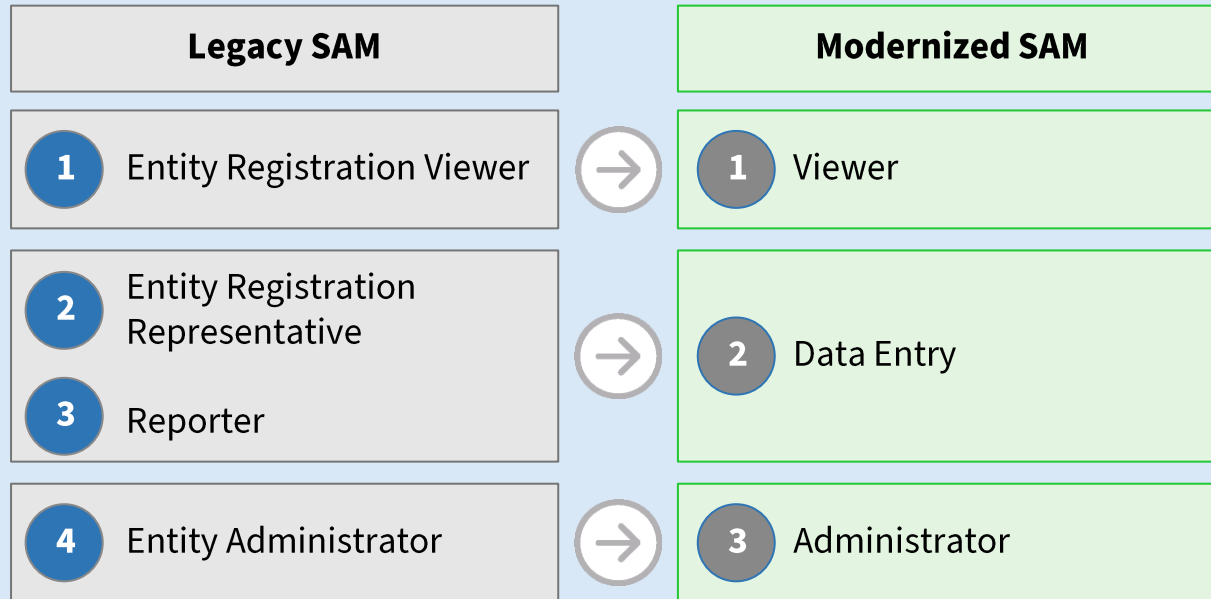 Legacy SAM
Modernized SAM
1 Entity Registration Viewer
1 Viewer
2 Entity Registration
Representative
3 Reporter
2 Data Entry
4 Entity Administrator
3 Administrator